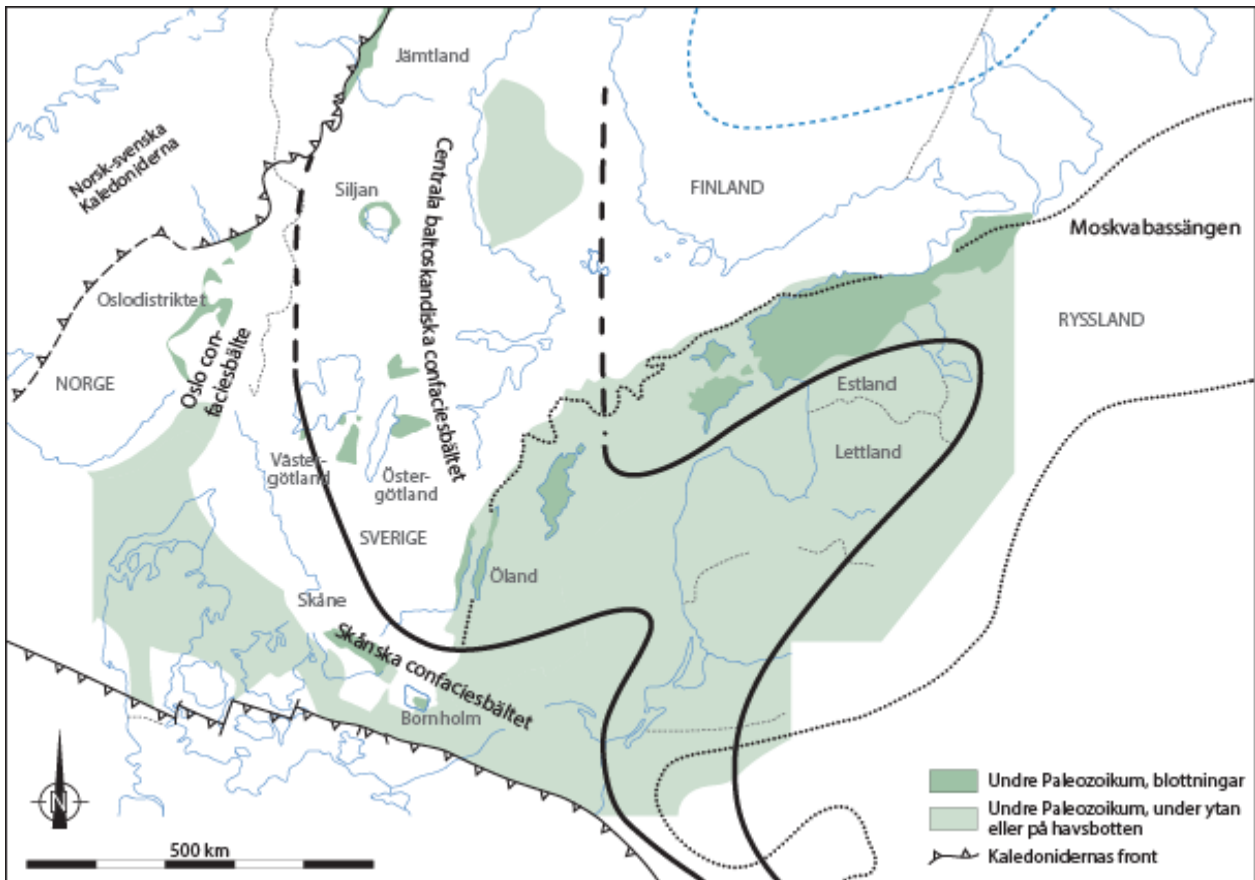 Jämtland
Norsk-svenska
Kaledoniderna
Centrala baltoskandiska confaciesbältet
Siljan
FINLAND
Moskvabassängen
Oslodistriktet
RYSSLAND
Oslo con-
faciesbälte
NORGE
Estland
Lettland
Väster-
götland
Öster-
götland
SVERIGE
Öland
Skåne
Skånska confaciesbältet
Bornholm
N
500 km
Undre Paleozoikum, blottningar
Undre Paleozoikum, under ytan
eller på havsbotten
Kaledonidernas front